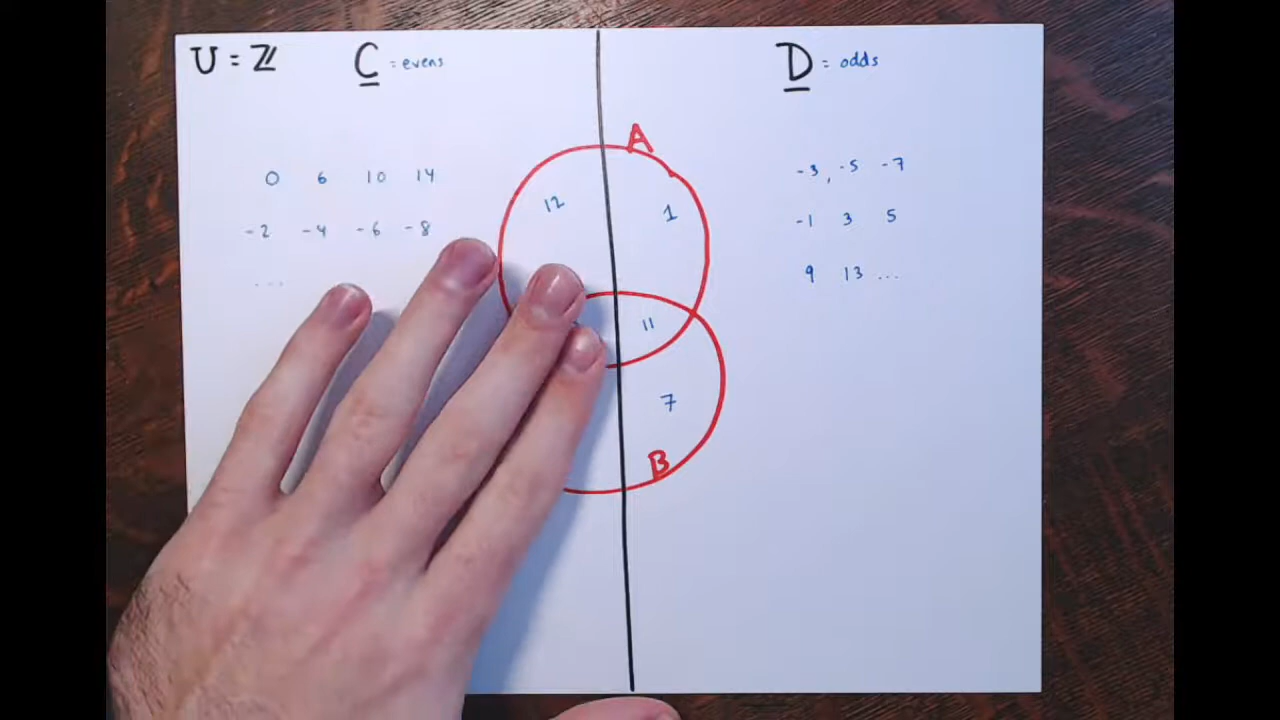 U = ℤ
C = evens
D = odds
A
0 6 10 14
-3, -5 -7
12
1
-2 -4 -6 -8
-1 3 5
...
9 13 ...
11
7
B